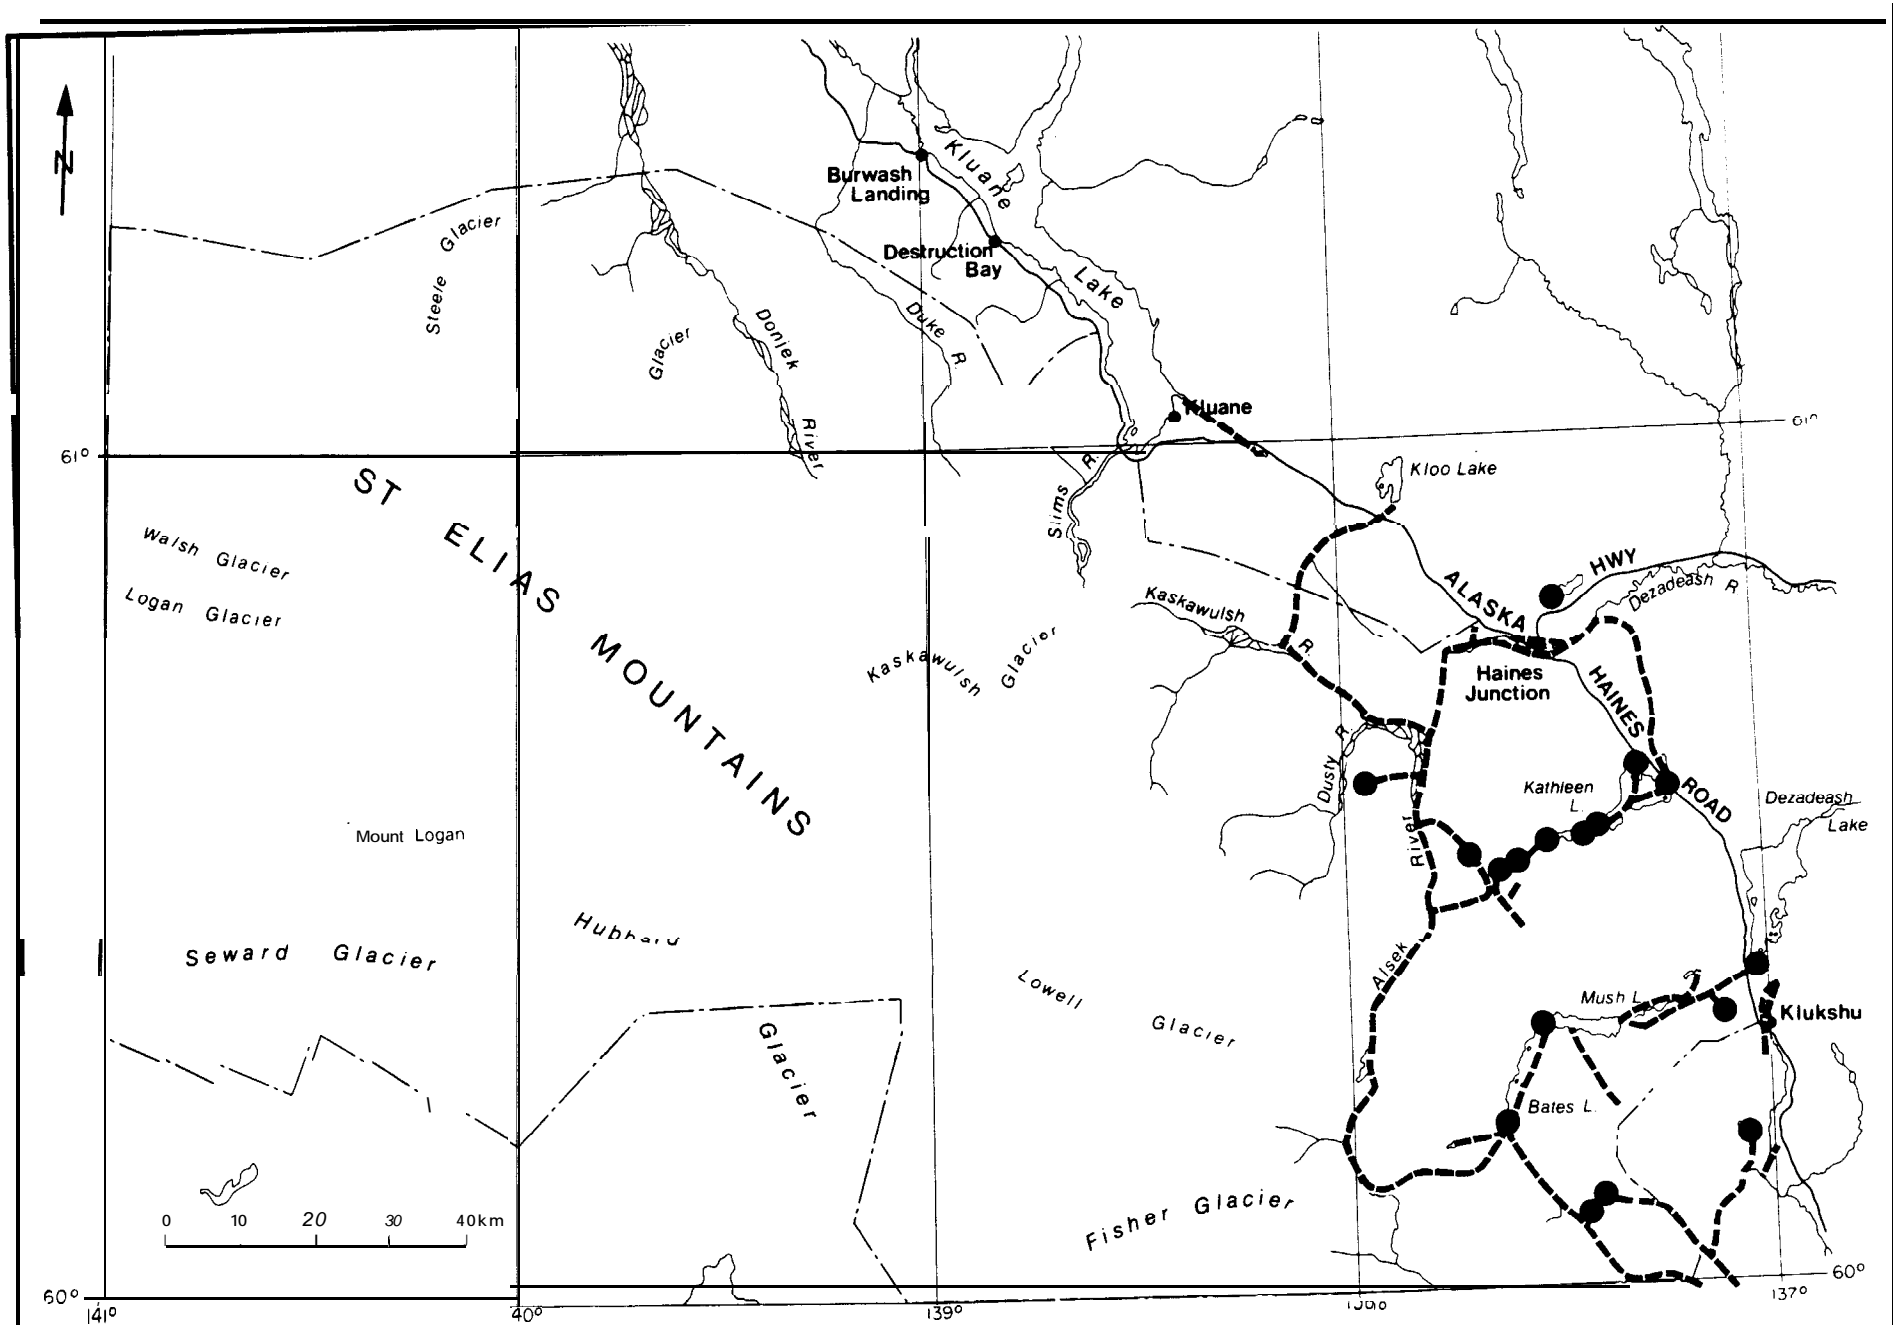 N
Kluane
Burwash
Landing
Steele Glacier
Destruction
Bay
Lake
Donjek
River
Glacier
Duke R.
Kluane
61°
61°
ST ELIAS MOUNTAINS
Kloo Lake
Slims R.
Walsh Glacier
Logan Glacier
ALASKA HWY
Dezadeash R
Kaskawulsh R.
Kaskawulsh Glacier
Haines
Junction
HAINES ROAD
Dusty R.
Kathleen
L.
Dezadeash
Lake
Mount Logan
Alsek River
Seward Glacier
Lowell Glacier
Glacier
Mush L.
Klukshu
Bates L.
Fisher Glacier
0 10 20 30 40km
60°
60°
141°
140°
139°
137°